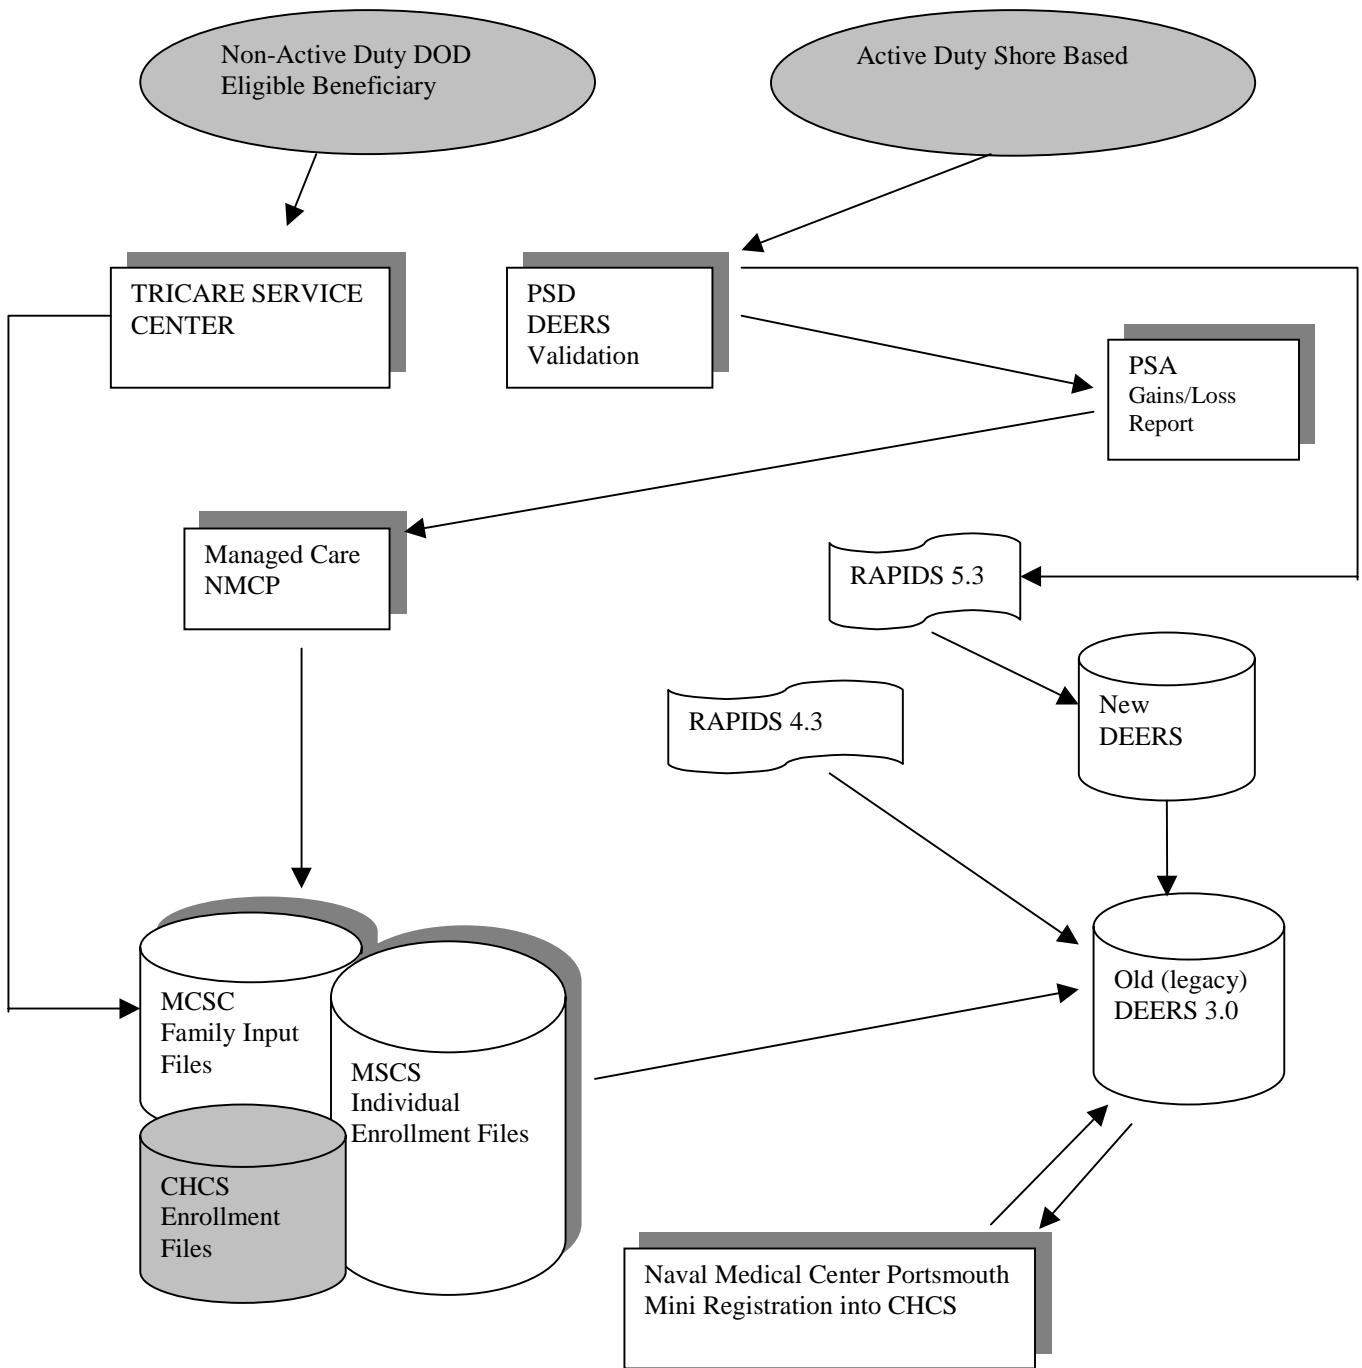 Non-Active Duty DOD
Eligible Beneficiary
Active Duty Shore Based
TRICARE SERVICE
CENTER
PSD
DEERS
Validation
PSA
Gains/Loss
Report
Managed Care
NMCP
RAPIDS 5.3
RAPIDS 4.3
New
DEERS
MCSC
Family Input
Files
MSCS
Individual
Enrollment Files
CHCS
Enrollment
Files
Old (legacy)
DEERS 3.0
Naval Medical Center Portsmouth
Mini Registration into CHCS